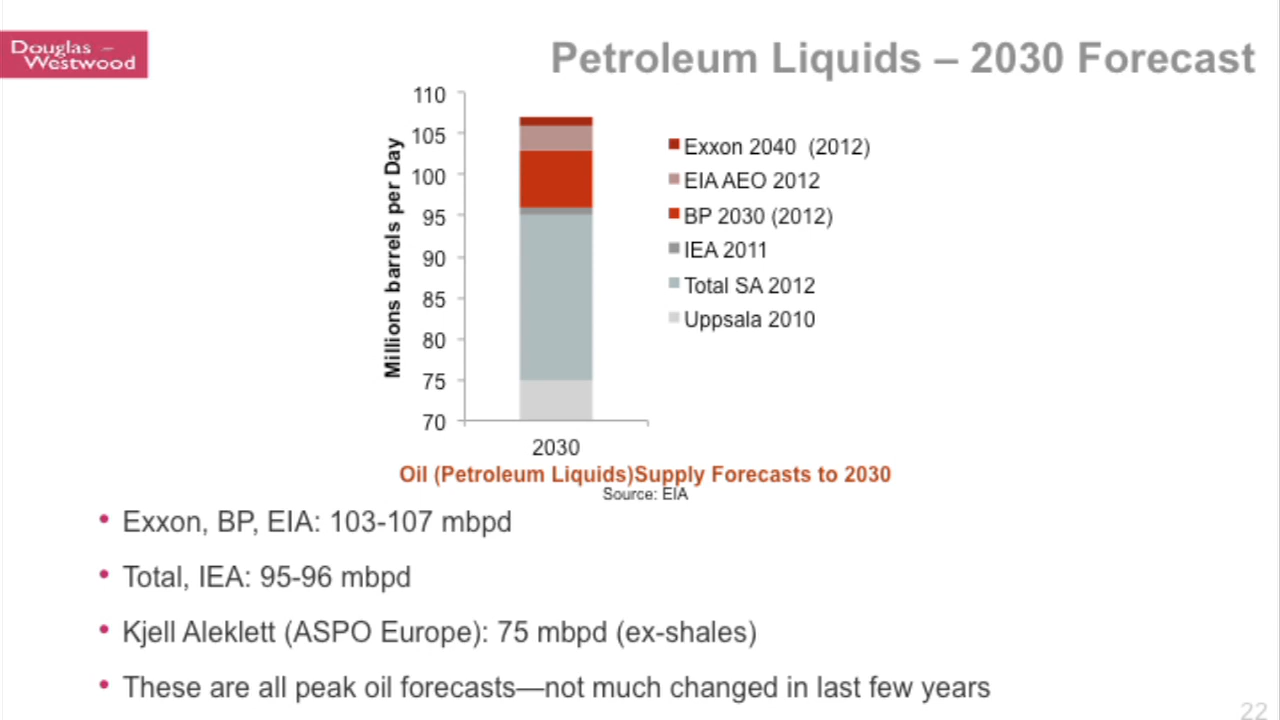 Douglas –
Westwood
Petroleum Liquids – 2030 Forecast
Millions barrels per Day
110
105
100
95
90
85
80
75
70
2030
Exxon 2040 (2012)
EIA AEO 2012
BP 2030 (2012)
IEA 2011
Total SA 2012
Uppsala 2010
Oil (Petroleum Liquids)Supply Forecasts to 2030
Source: EIA
• Exxon, BP, EIA: 103-107 mbpd
• Total, IEA: 95-96 mbpd
• Kjell Aleklett (ASPO Europe): 75 mbpd (ex-shales)
• These are all peak oil forecasts—not much changed in last few years
22